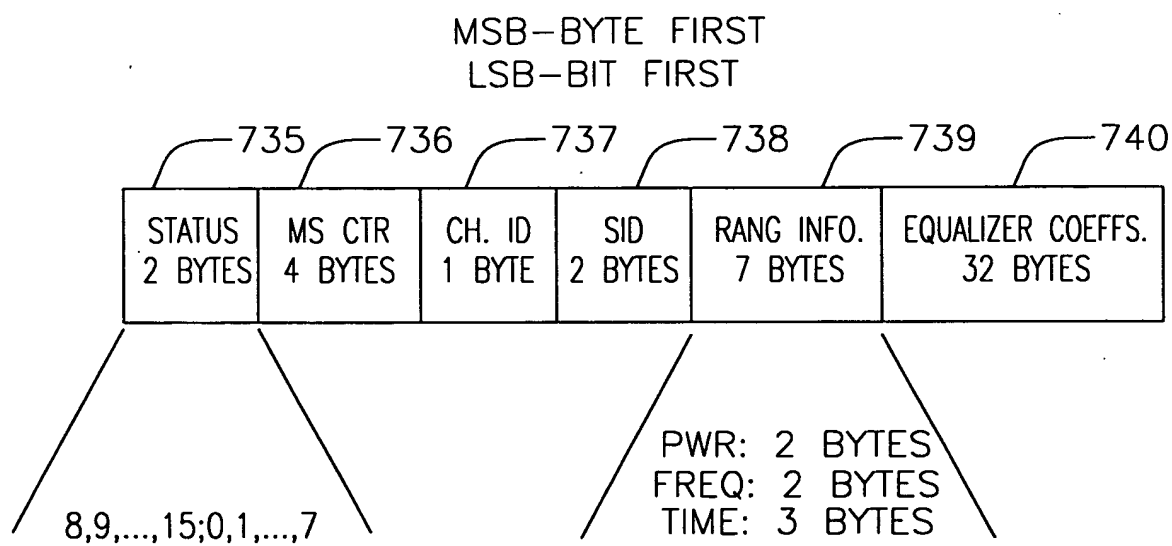 MSB-BYTE FIRST
LSB-BIT FIRST
735 736 737 738 739 740
STATUS MS CTR CH. ID SID RANG INFO. EQUALIZER COEFFS.
2 BYTES 4 BYTES 1 BYTE 2 BYTES 7 BYTES 32 BYTES
PWR: 2 BYTES
FREQ: 2 BYTES
8,9,...,15;0,1,...,7 TIME: 3 BYTES